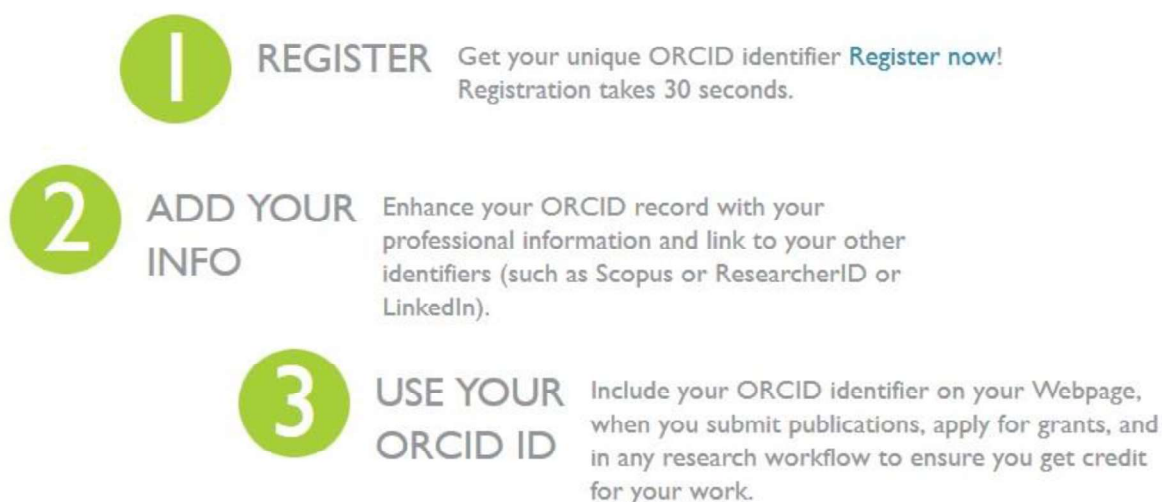 1 REGISTER Get your unique ORCID identifier Register now!
Registration takes 30 seconds.
2 ADD YOUR INFO Enhance your ORCID record with your
professional information and link to your other
identifiers (such as Scopus or ResearcherID or
LinkedIn).
3 USE YOUR ORCID ID Include your ORCID identifier on your Webpage,
when you submit publications, apply for grants, and
in any research workflow to ensure you get credit
for your work.